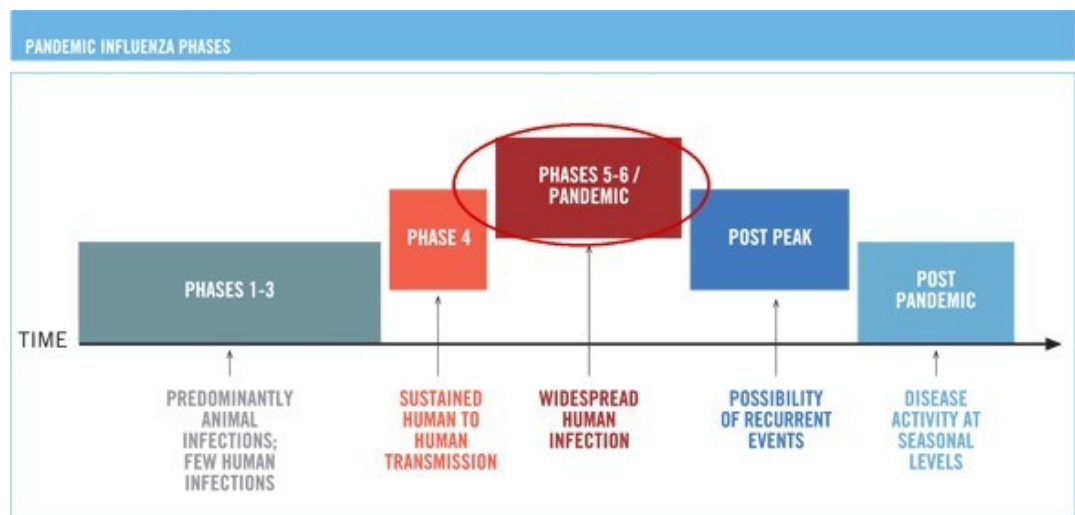 PANDEMIC INFLUENZA PHASES
PHASES 5-6 /
PANDEMIC
PHASE 4
POST PEAK
PHASES 1-3
POST
PANDEMIC
TIME
PREDOMINANTLY
ANIMAL
INFECTIONS;
FEW HUMAN
INFECTIONS
SUSTAINED
HUMAN TO
HUMAN
TRANSMISSION
WIDESPREAD
HUMAN
INFECTION
POSSIBILITY
OF RECURRENT
EVENTS
DISEASE
ACTIVITY AT
SEASONAL
LEVELS